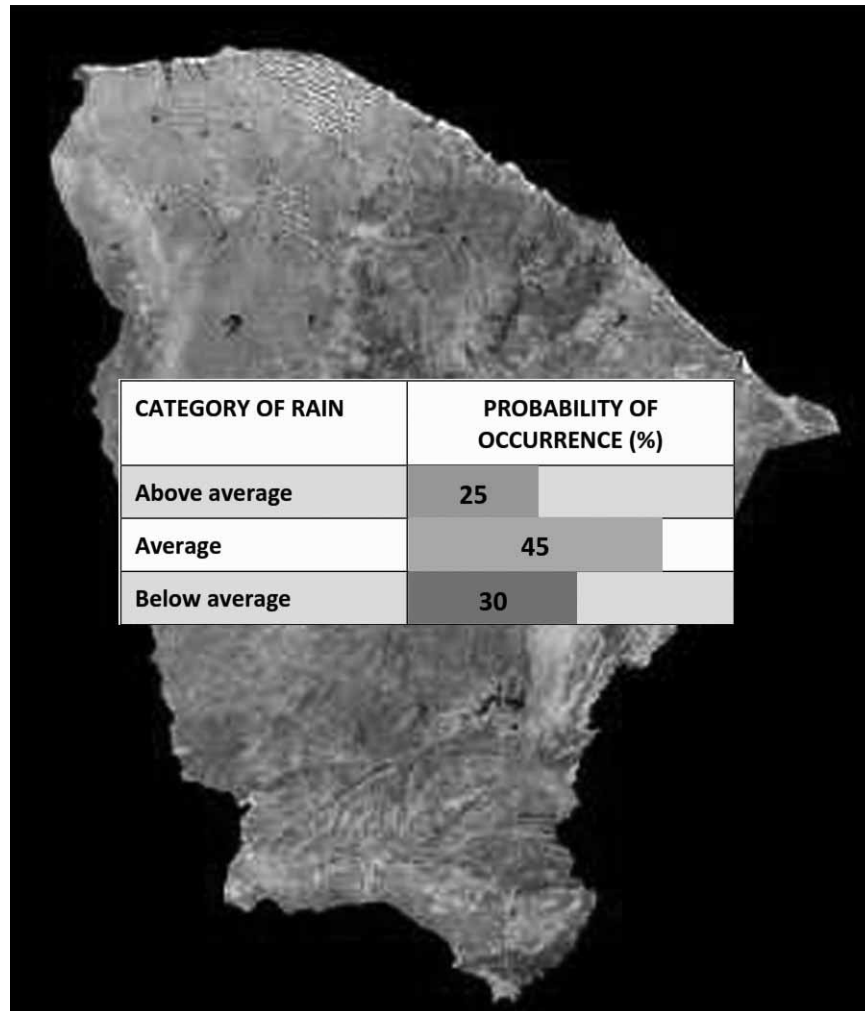 CATEGORY OF RAIN
PROBABILITY OF
OCCURRENCE (%)
Above average
25
Average
45
Below average
30